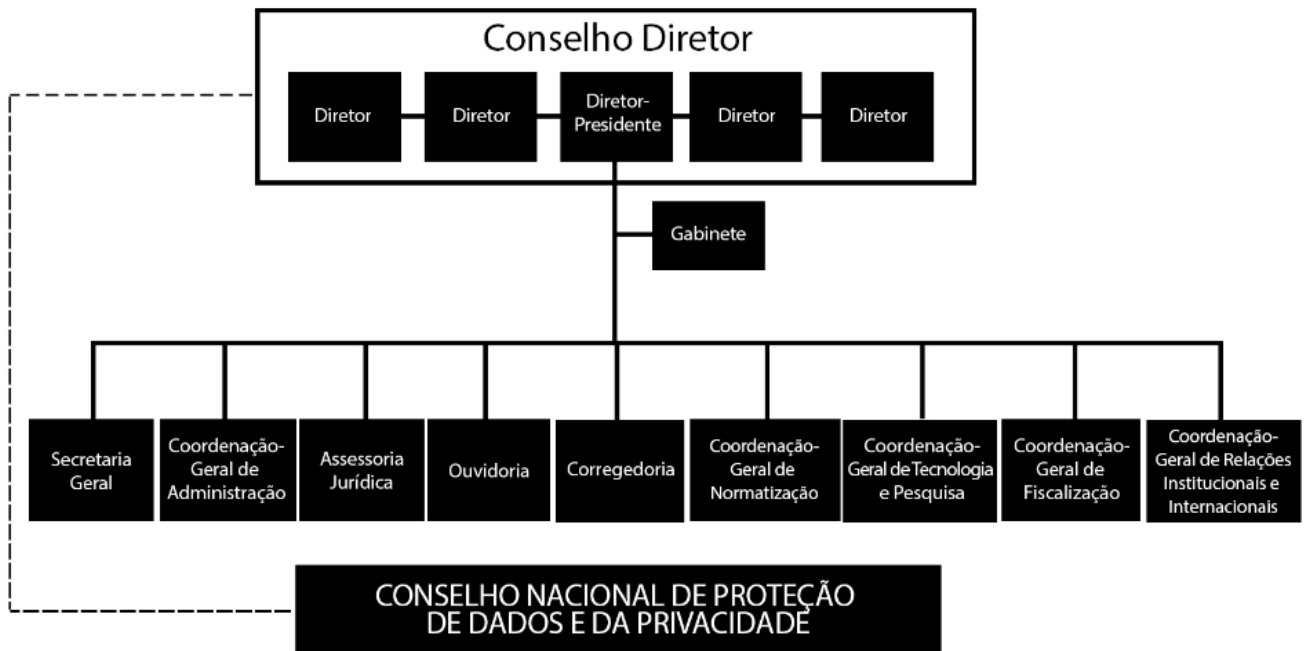 Conselho Diretor
Diretor
Diretor
Diretor-
Presidente
Diretor
Diretor
Gabinete
Secretaria
Geral
Coordenação-
Geral de
Administração
Assessoria
Jurídica
Ouvidoria
Corregedoria
Coordenação-
Geral de
Normatização
Coordenação-
Geral de Tecnologia
e Pesquisa
Coordenação-
Geral de
Fiscalização
Coordenação-
Geral de Relações
Institucionais e
Internacionais
CONSELHO NACIONAL DE PROTEÇÃO
DE DADOS E DA PRIVACIDADE